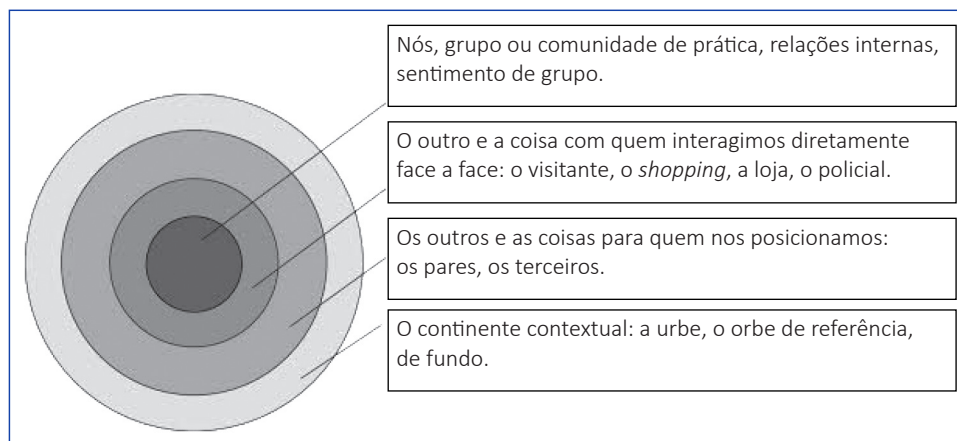 Nós, grupo ou comunidade de prática, relações internas,
sentimento de grupo.
O outro e a coisa com quem interagimos diretamente
face a face: o visitante, o shopping, a loja, o policial.
Os outros e as coisas para quem nos posicionamos:
os pares, os terceiros.
O continente contextual: a urbe, o orbe de referência,
de fundo.